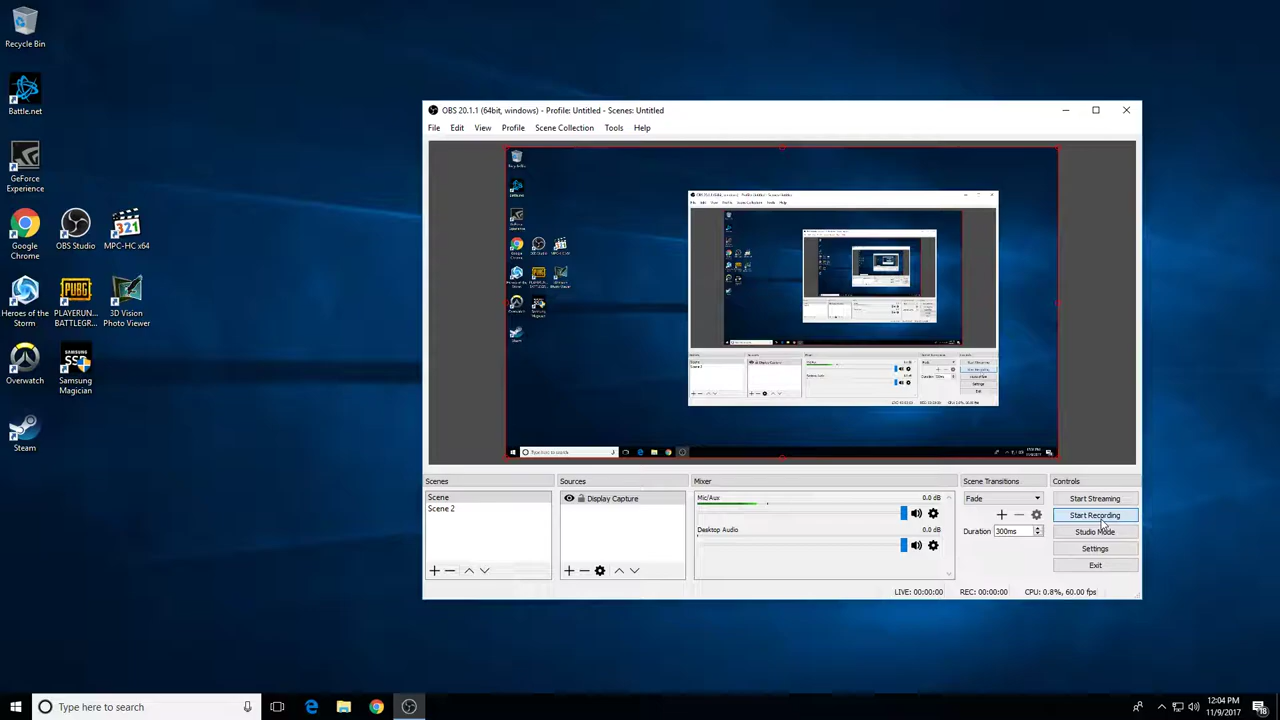 Recycle Bin
Battle.net
GeForce
Experience
Google
Chrome
OBS Studio
MPC-HC x64
Heroes of the
Storm
PLAYERUN...
BATTLEGR...
3D Vision
Photo Viewer
Overwatch
Samsung
Magician
Steam
OBS 20.1.1 (64bit, windows) - Profile: Untitled - Scenes: Untitled
File Edit View Profile Scene Collection Tools Help
Scenes
Scene
Scene 2
Sources
Display Capture
Mixer
Mic/Aux 0.0 dB
Desktop Audio 0.0 dB
Scene Transitions
Fade
Duration 300ms
Controls
Start Streaming
Start Recording
Studio Mode
Settings
Exit
LIVE: 00:00:00 REC: 00:00:00 CPU: 0.8%, 60.00 fps
Type here to search
12:04 PM
11/9/2017
18